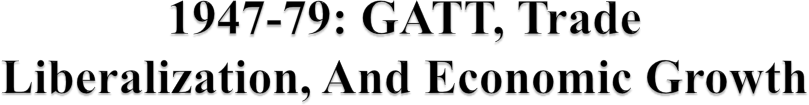 1947-79: GATT, Trade
Liberalization, And Economic Growth